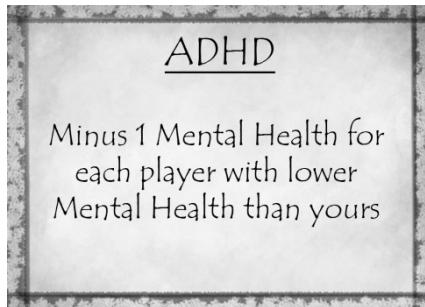 ADHD
Minus 1 Mental Health for
each player with lower
Mental Health than yours